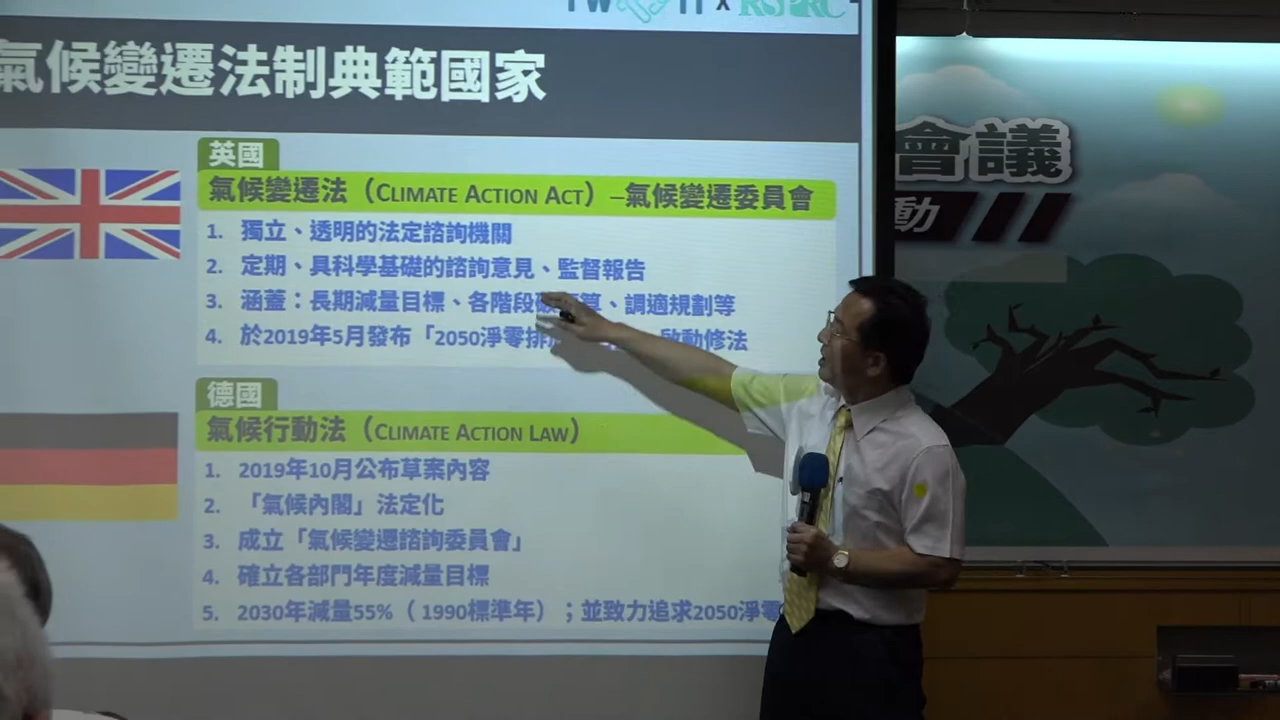 X RSPRC
氣候變遷法制典範國家
會議
動
英國
氣候變遷法（CLIMATE ACTION ACT）–氣候變遷委員會
1. 獨立、透明的法定諮詢機關
2. 定期、具科學基礎的諮詢意見、監督報告
3. 涵蓋：長期減量目標、各階段 、調適規劃等
4. 於2019年5月發布「2050淨零排 啟動修法
德國
氣候行動法（CLIMATE ACTION LAW）
1. 2019年10月公布草案內容
2. 「氣候內閣」法定化
3. 成立「氣候變遷諮詢委員會」
4. 確立各部門年度減量目標
5. 2030年減量55%（1990標準年）；並致力追求2050淨零